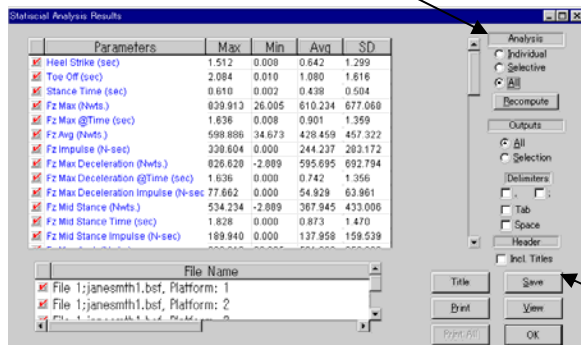 Statiscial Analysis Results
Parameters Max Min Avg SD
Heel Strike (sec) 1.512 0.008 0.642 1.299
Toe Off (sec) 2.084 0.010 1.080 1.616
Stance Time (sec) 0.610 0.002 0.438 0.504
Fz Max (Nwts.) 839.913 26.005 610.234 677.068
Fz Max @Time (sec) 1.636 0.008 0.901 1.359
Fz Avg (Nwts.) 598.886 34.673 428.459 457.322
Fz Impulse (N-sec) 338.604 0.000 244.237 283.172
Fz Max Deceleration (Nwts.) 826.628 -2.889 595.695 692.794
Fz Max Deceleration @Time (sec) 1.636 0.000 0.742 1.356
Fz Max Deceleration Impulse (N-sec 77.662 0.000 54.929 63.961
Fz Mid Stance (Nwts.) 534.234 -2.889 367.945 433.006
Fz Mid Stance Time (sec) 1.828 0.000 0.873 1.470
Fz Mid Stance Impulse (N-sec) 189.940 0.000 137.958 159.539
File Name
File 1;janesmth1.bsf, Platform: 1
File 1;janesmth1.bsf, Platform: 2
Analysis
Individual
Selective
All
Recompute
Outputs
All
Selection
Delimiters
, ;
Tab
Space
Header
Incl. Titles
Title Save
Print View
Print All OK